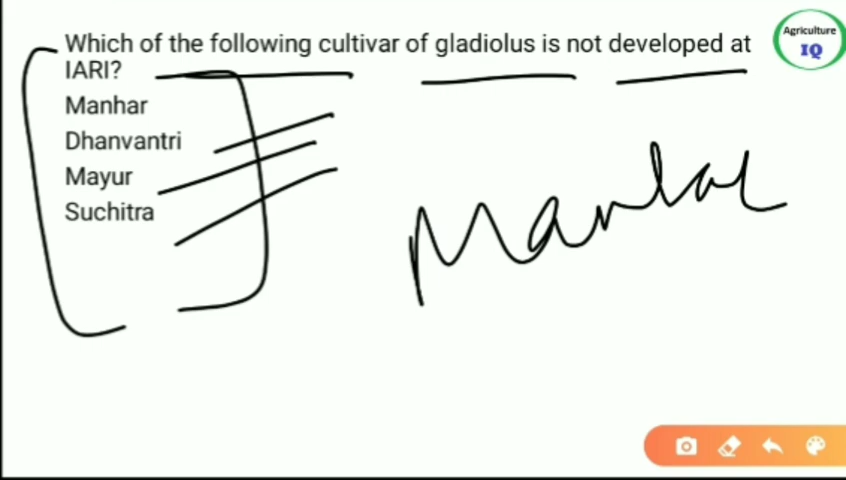 Which of the following cultivar of gladiolus is not developed at
IARI?
Manhar
Dhanvantri
Mayur
Suchitra
Agriculture
IQ
Manhar